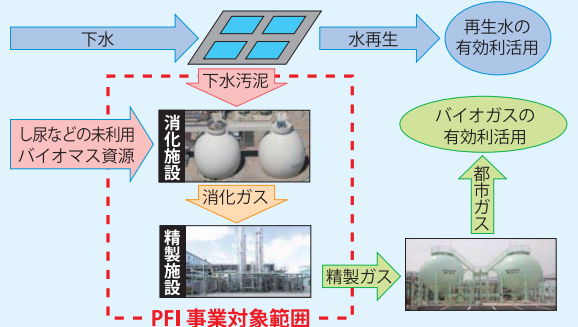 下水
水再生
再生水の
有効利活用
下水汚泥
し尿などの未利用
バイオマス資源
消化施設
消化ガス
精製施設
精製ガス
都市ガス
バイオガスの
有効利活用
PFI 事業対象範囲